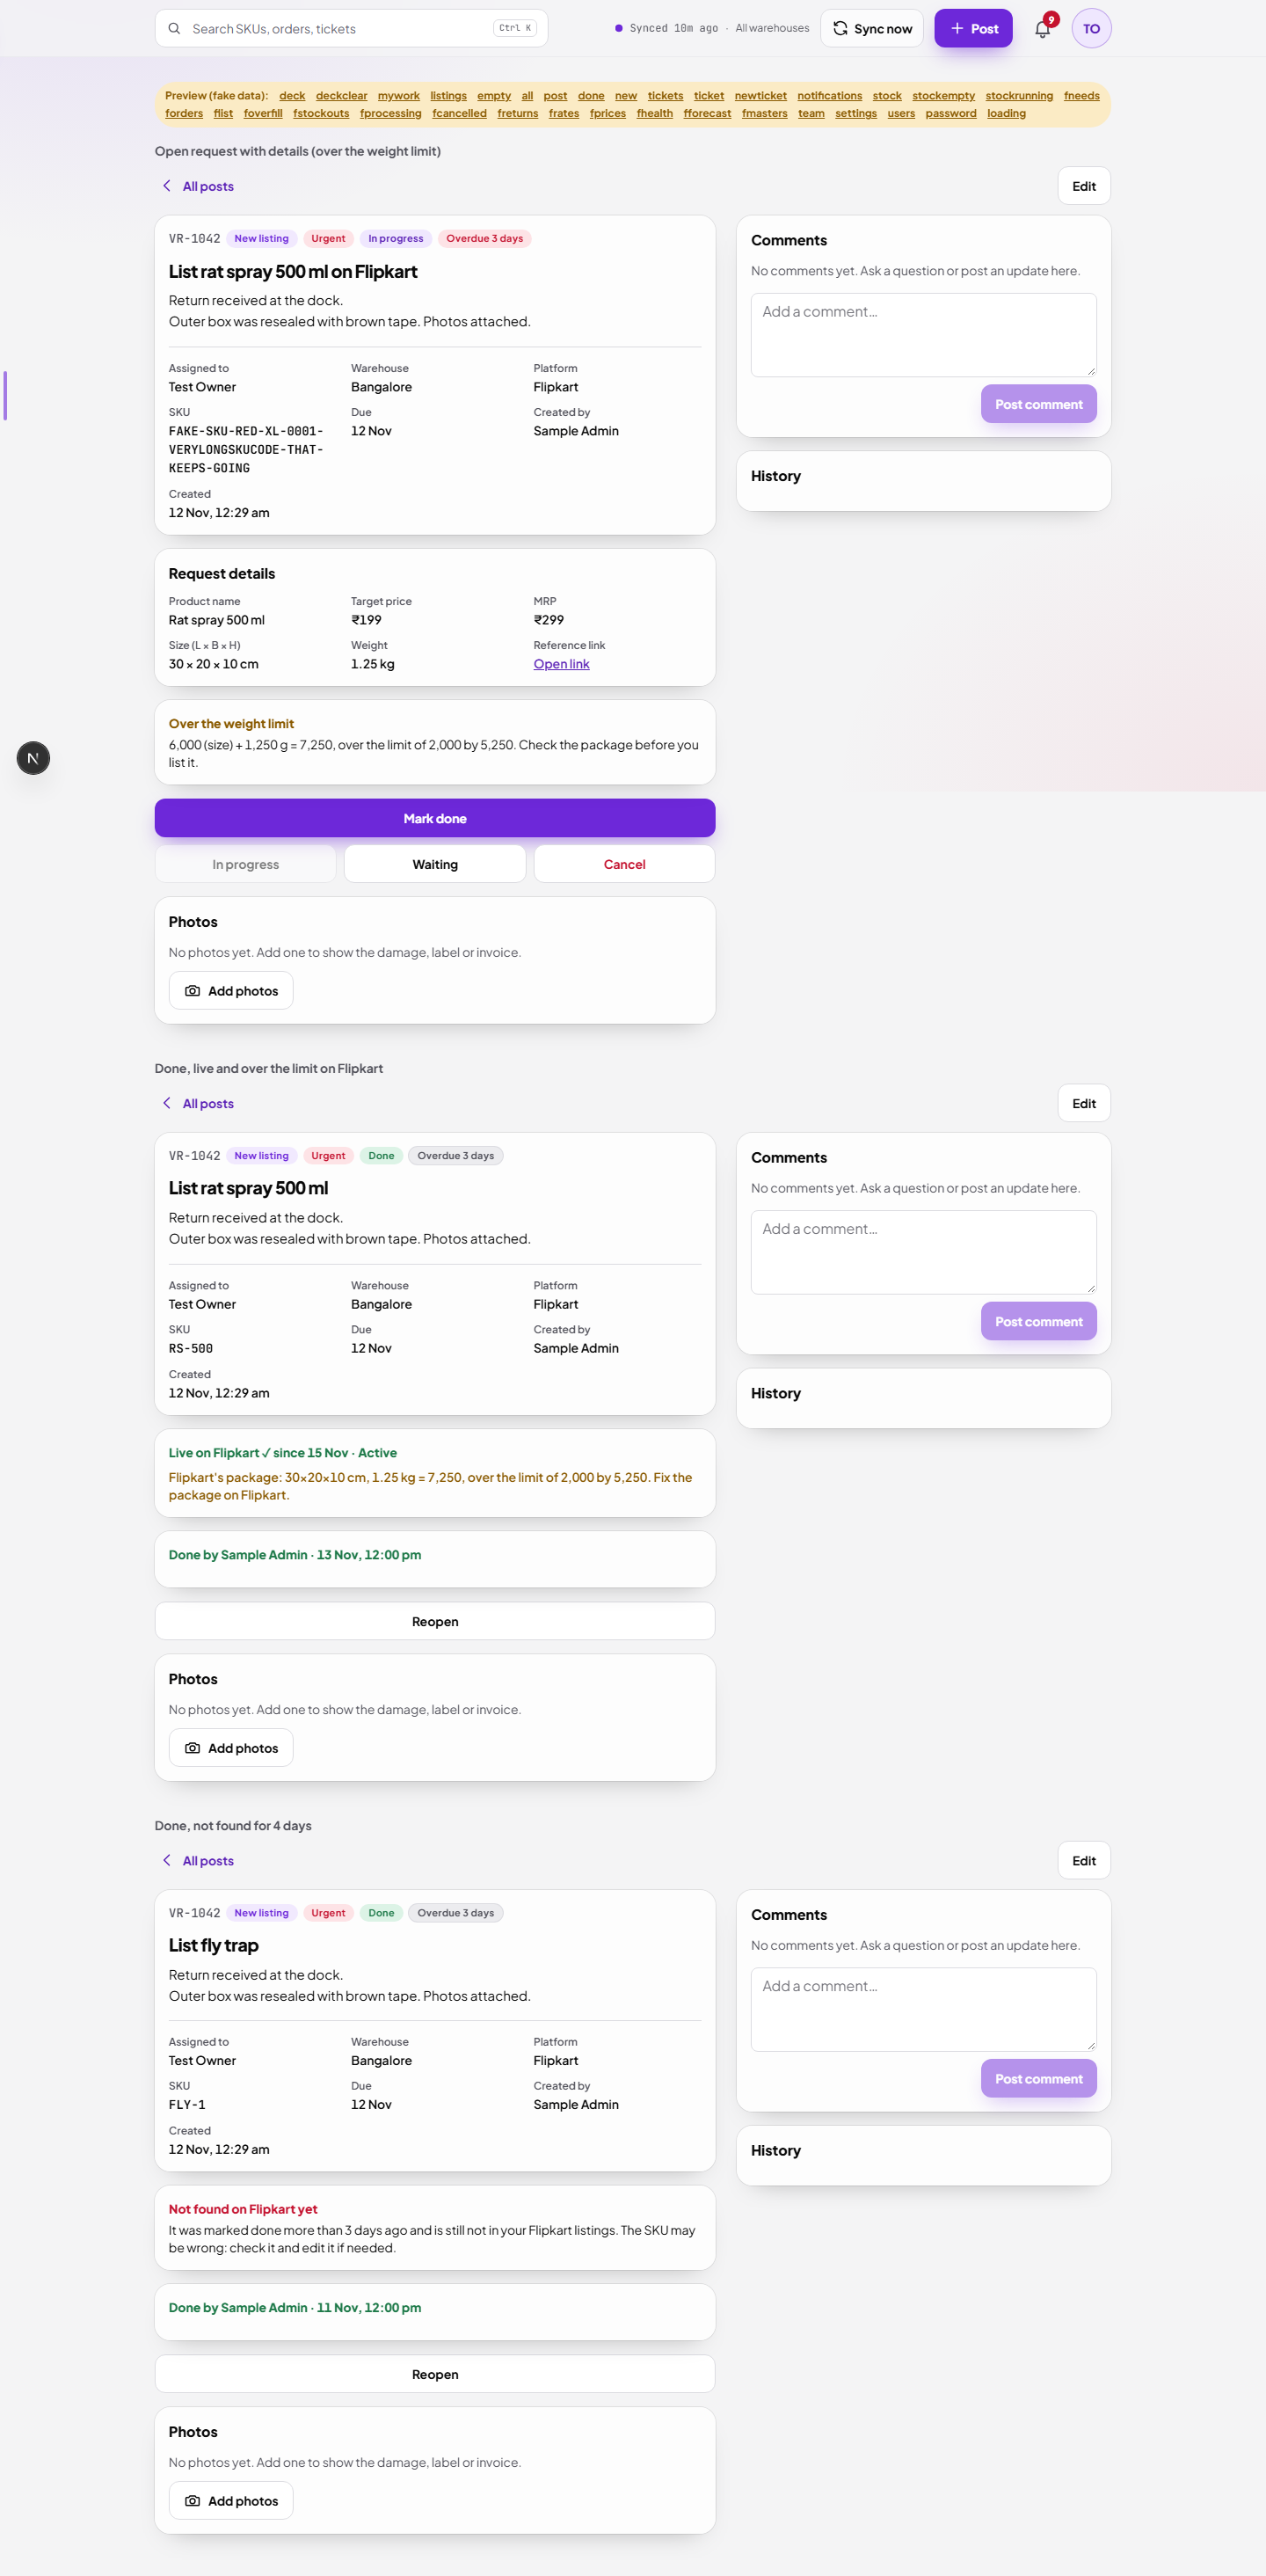 Search SKUs, orders, tickets
Ctrl K
Synced 10m ago · All warehouses
Sync now
Post
9
TO
Preview (fake data): deck deckclear mywork listings empty all post done new tickets ticket newticket notifications stock stockempty stockrunning fneeds
forders flist foverfill fstockouts fprocessing fcancelled freturns frates fprices fhealth fforecast fmasters team settings users password loading
Open request with details (over the weight limit)
All posts
Edit
VR-1042 New listing Urgent In progress Overdue 3 days
List rat spray 500 ml on Flipkart
Return received at the dock.
Outer box was resealed with brown tape. Photos attached.
Assigned to Warehouse Platform
Test Owner Bangalore Flipkart
SKU Due Created by
FAKE-SKU-RED-XL-0001- 12 Nov Sample Admin
VERYLONGSKUCODE-THAT-
KEEPS-GOING
Created
12 Nov, 12:29 am
Comments
No comments yet. Ask a question or post an update here.
Add a comment...
Post comment
History
Request details
Product name Target price MRP
Rat spray 500 ml ₹199 ₹299
Size (L × B × H) Weight Reference link
30 × 20 × 10 cm 1.25 kg Open link
Over the weight limit
6,000 (size) + 1,250 g = 7,250, over the limit of 2,000 by 5,250. Check the package before you
list it.
N
Mark done
In progress Waiting Cancel
Photos
No photos yet. Add one to show the damage, label or invoice.
Add photos
Done, live and over the limit on Flipkart
All posts
Edit
VR-1042 New listing Urgent Done Overdue 3 days
List rat spray 500 ml
Return received at the dock.
Outer box was resealed with brown tape. Photos attached.
Assigned to Warehouse Platform
Test Owner Bangalore Flipkart
SKU Due Created by
RS-500 12 Nov Sample Admin
Created
12 Nov, 12:29 am
Comments
No comments yet. Ask a question or post an update here.
Add a comment...
Post comment
History
Live on Flipkart ✓ since 15 Nov · Active
Flipkart's package: 30×20×10 cm, 1.25 kg = 7,250, over the limit of 2,000 by 5,250. Fix the
package on Flipkart.
Done by Sample Admin · 13 Nov, 12:00 pm
Reopen
Photos
No photos yet. Add one to show the damage, label or invoice.
Add photos
Done, not found for 4 days
All posts
Edit
VR-1042 New listing Urgent Done Overdue 3 days
List fly trap
Return received at the dock.
Outer box was resealed with brown tape. Photos attached.
Assigned to Warehouse Platform
Test Owner Bangalore Flipkart
SKU Due Created by
FLY-1 12 Nov Sample Admin
Created
12 Nov, 12:29 am
Comments
No comments yet. Ask a question or post an update here.
Add a comment...
Post comment
History
Not found on Flipkart yet
It was marked done more than 3 days ago and is still not in your Flipkart listings. The SKU may
be wrong: check it and edit it if needed.
Done by Sample Admin · 11 Nov, 12:00 pm
Reopen
Photos
No photos yet. Add one to show the damage, label or invoice.
Add photos